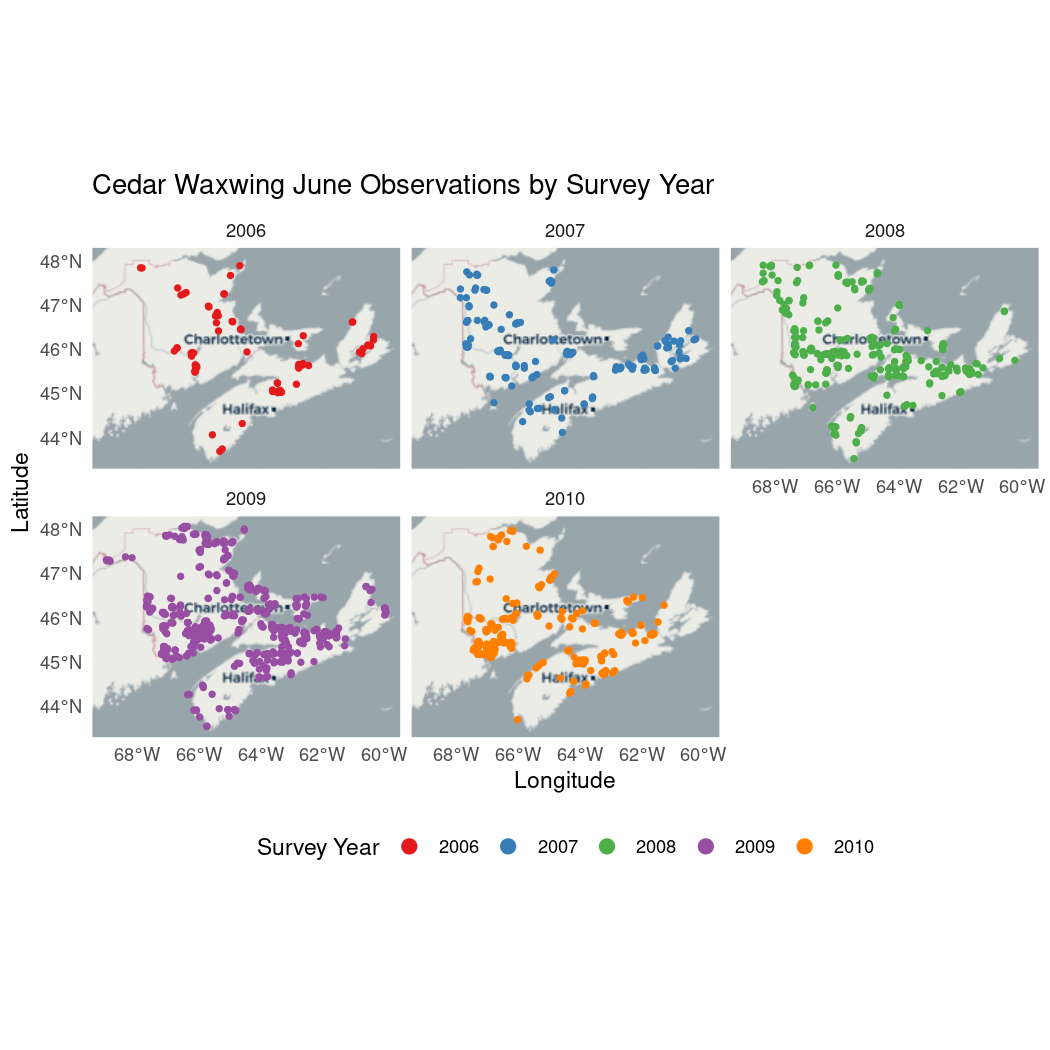 Cedar Waxwing June Observations by Survey Year
2006
2007
2008
48°N
47°N
46°N
45°N
44°N
Charlottetown
Halifax
Charlottetown
Halifax
Charlottetown
Halifax
68°W 66°W 64°W 62°W 60°W
Latitude
2009
2010
48°N
47°N
46°N
45°N
44°N
Charlottetown
Halifax
Charlottetown
Halifax
68°W 66°W 64°W 62°W 60°W
68°W 66°W 64°W 62°W 60°W
Longitude
Survey Year 2006 2007 2008 2009 2010